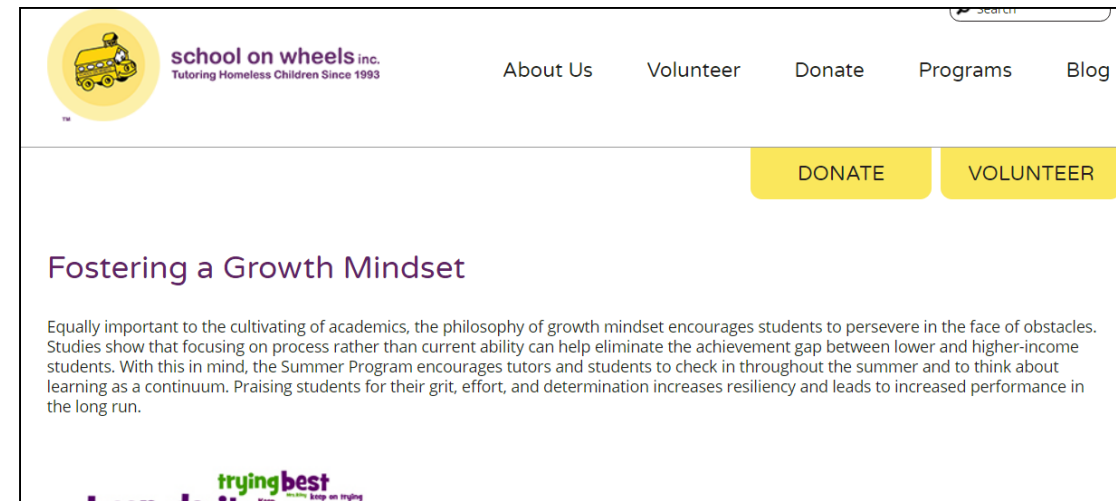 Search
school on wheels inc.
Tutoring Homeless Children Since 1993
TM
About Us Volunteer Donate Programs Blog
DONATE VOLUNTEER
Fostering a Growth Mindset
Equally important to the cultivating of academics, the philosophy of growth mindset encourages students to persevere in the face of obstacles.
Studies show that focusing on process rather than current ability can help eliminate the achievement gap between lower and higher-income
students. With this in mind, the Summer Program encourages tutors and students to check in throughout the summer and to think about
learning as a continuum. Praising students for their grit, effort, and determination increases resiliency and leads to increased performance in
the long run.
trying best
keep on trying